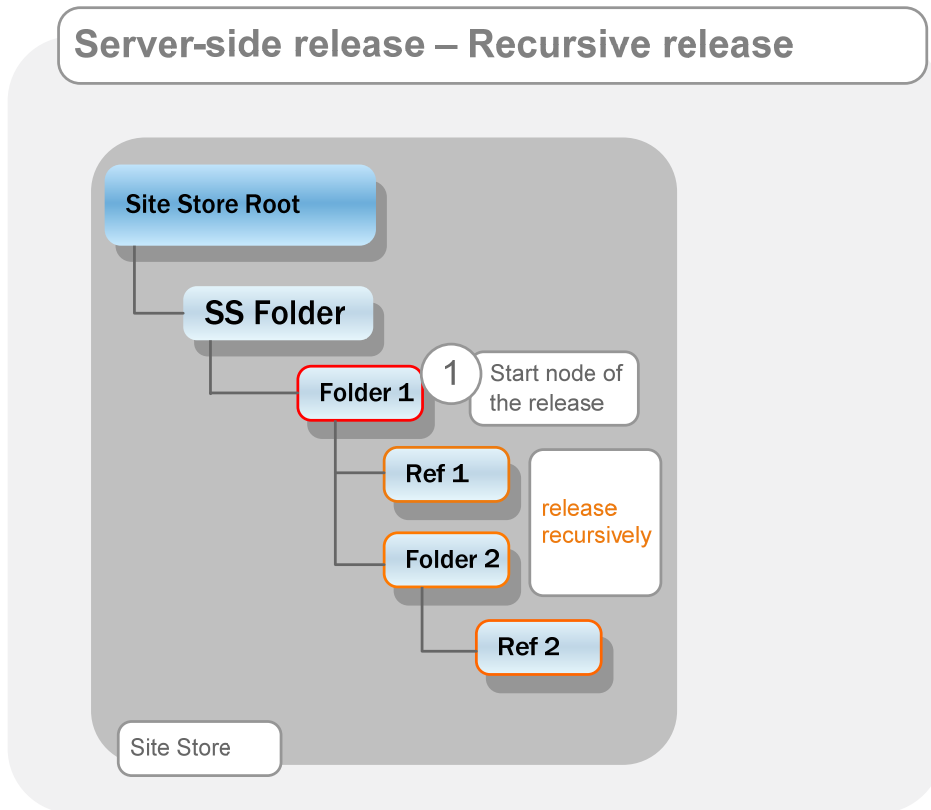 Server-side release – Recursive release
Site Store Root
SS Folder
Folder 1
1
Start node of
the release
Ref 1
release
recursively
Folder 2
Ref 2
Site Store